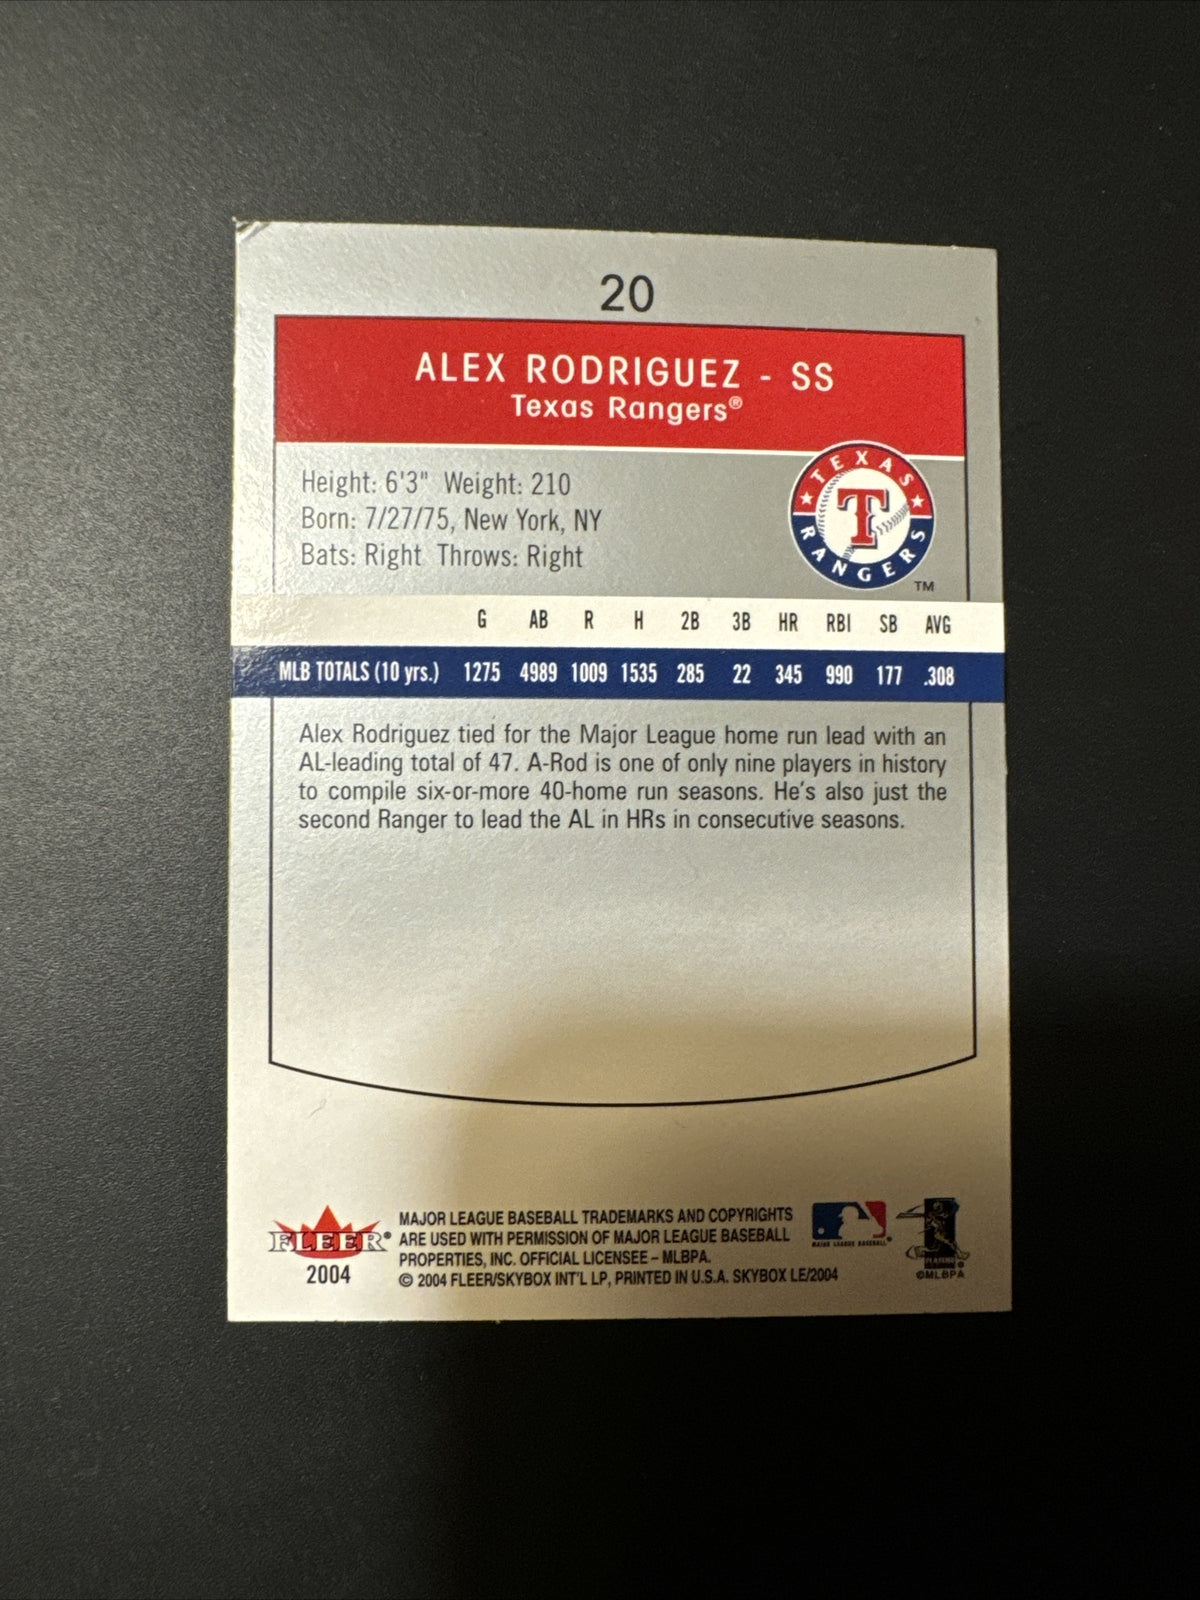 20
ALEX RODRIGUEZ - SS
Texas Rangers®
Height: 6'3" Weight: 210
Born: 7/27/75, New York, NY
Bats: Right Throws: Right
TEXAS
T
RANGERS
TM
G AB R H 2B 3B HR RBI SB AVG
MLB TOTALS (10 yrs.) 1275 4989 1009 1535 285 22 345 990 177 .308
Alex Rodriguez tied for the Major League home run lead with an
AL-leading total of 47. A-Rod is one of only nine players in history
to compile six-or-more 40-home run seasons. He's also just the
second Ranger to lead the AL in HRs in consecutive seasons.
FLEER®
2004
MAJOR LEAGUE BASEBALL TRADEMARKS AND COPYRIGHTS
ARE USED WITH PERMISSION OF MAJOR LEAGUE BASEBALL
PROPERTIES, INC. OFFICIAL LICENSEE – MLBPA.
© 2004 FLEER/SKYBOX INT'L LP, PRINTED IN U.S.A. SKYBOX LE/2004
MAJOR LEAGUE BASEBALL®
©MLBPA